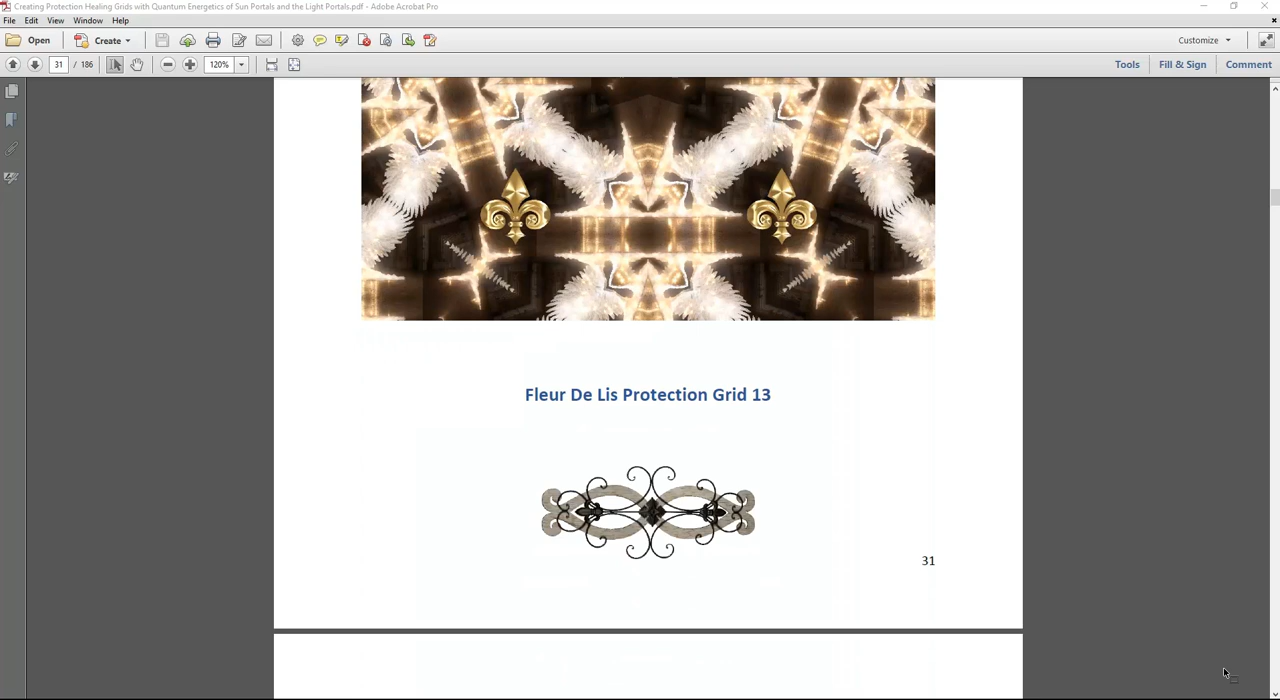 Creating Protection Healing Grids with Quantum Energetics of Sun Portals and the Light Portals.pdf - Adobe Acrobat Pro
File Edit View Window Help
Open Create Customize
31 / 186 120% Tools Fill & Sign Comment
Fleur De Lis Protection Grid 13
31